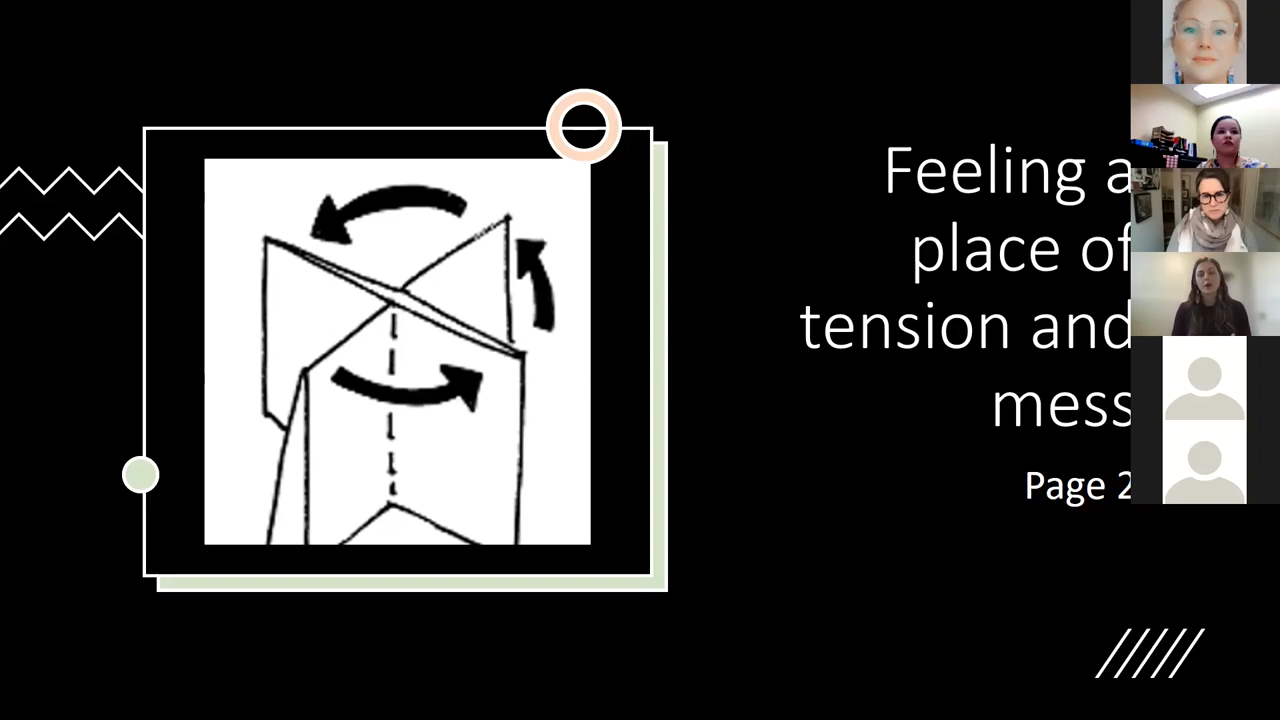 Feeling a
place of
tension and
mess
Page 2